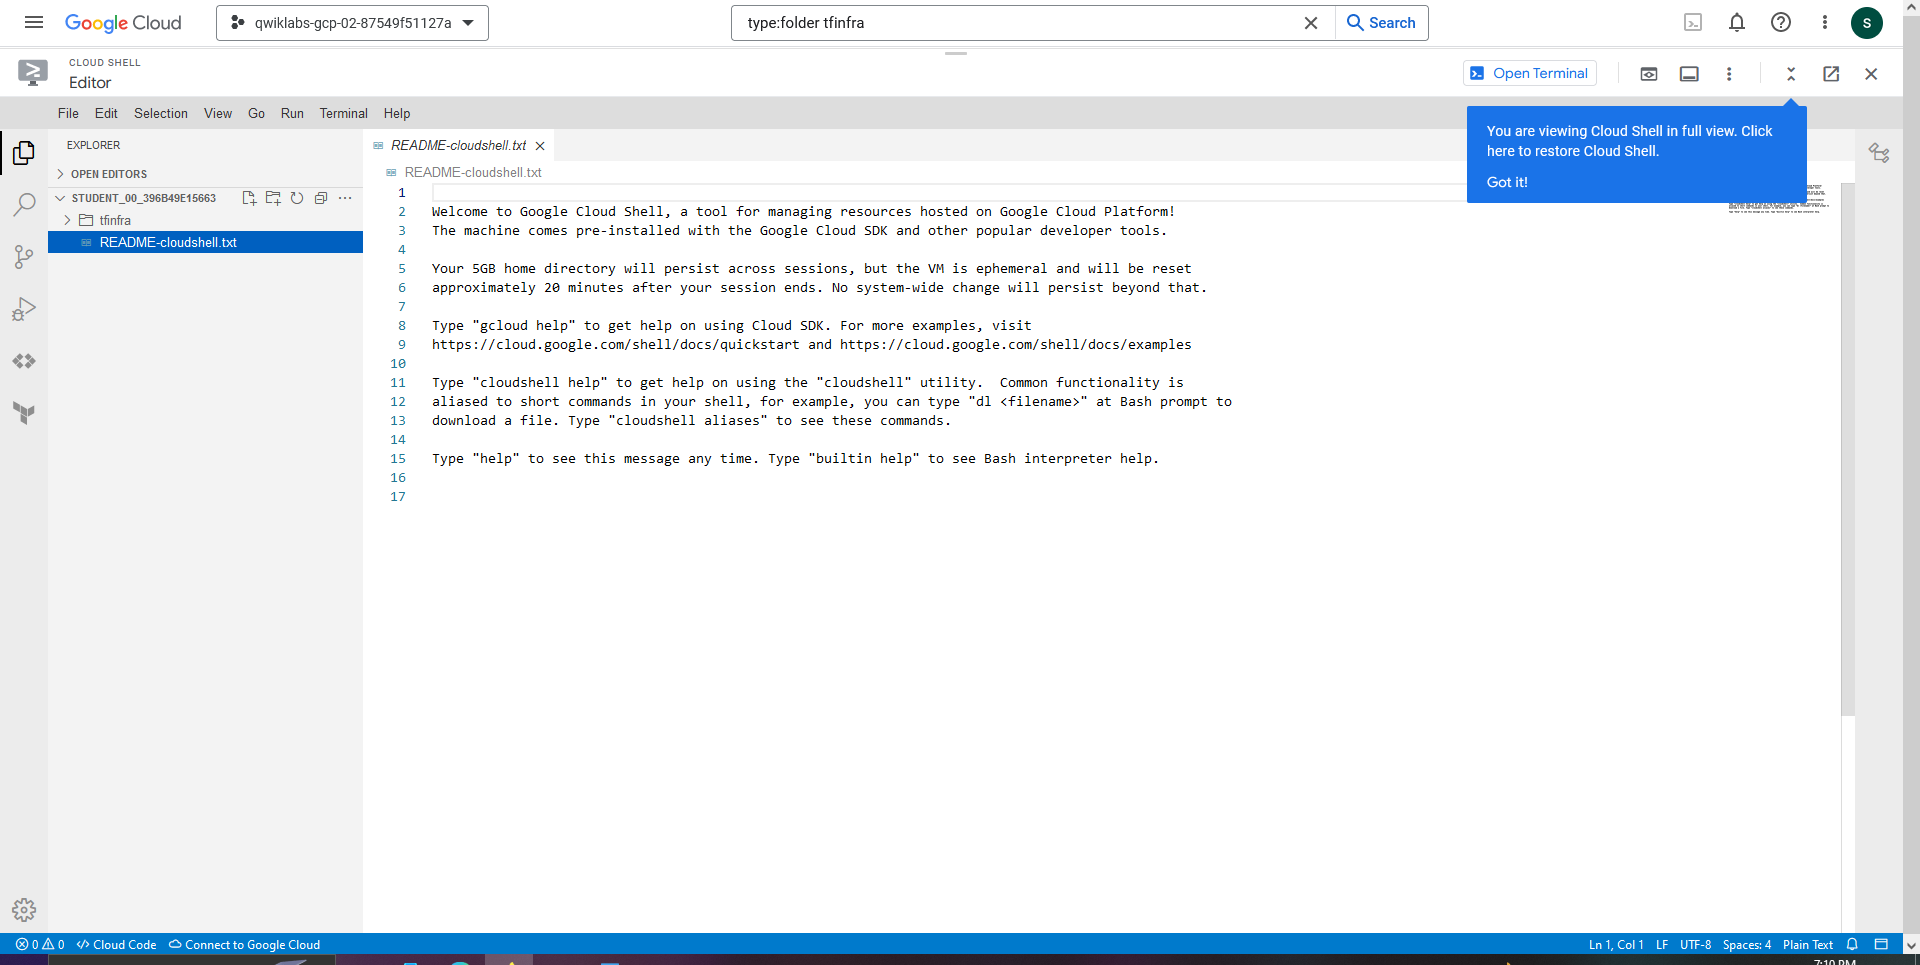 Google Cloud
qwiklabs-gcp-02-87549f51127a
type:folder tfinfra
Search
S
CLOUD SHELL
Editor
Open Terminal
File Edit Selection View Go Run Terminal Help
You are viewing Cloud Shell in full view. Click
here to restore Cloud Shell.
Got it!
EXPLORER
OPEN EDITORS
STUDENT_00_396B49E15663
tfinfra
README-cloudshell.txt
README-cloudshell.txt
README-cloudshell.txt
1
2 Welcome to Google Cloud Shell, a tool for managing resources hosted on Google Cloud Platform!
3 The machine comes pre-installed with the Google Cloud SDK and other popular developer tools.
4
5 Your 5GB home directory will persist across sessions, but the VM is ephemeral and will be reset
6 approximately 20 minutes after your session ends. No system-wide change will persist beyond that.
7
8 Type "gcloud help" to get help on using Cloud SDK. For more examples, visit
9 https://cloud.google.com/shell/docs/quickstart and https://cloud.google.com/shell/docs/examples
10
11 Type "cloudshell help" to get help on using the "cloudshell" utility.  Common functionality is
12 aliased to short commands in your shell, for example, you can type "dl <filename>" at Bash prompt to
13 download a file. Type "cloudshell aliases" to see these commands.
14
15 Type "help" to see this message any time. Type "builtin help" to see Bash interpreter help.
16
17
0 0 Cloud Code Connect to Google Cloud
Ln 1, Col 1 LF UTF-8 Spaces: 4 Plain Text
7:10 PM